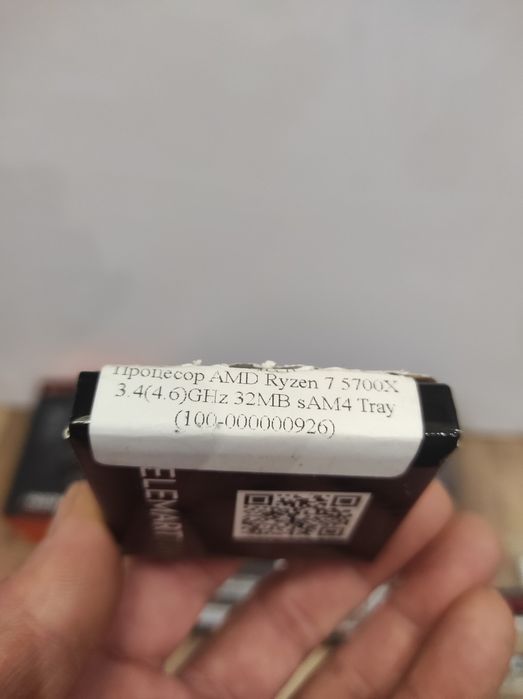 Процесор AMD Ryzen 7 5700X
3.4(4.6)GHz 32MB sAM4 Tray
(100-000000926)